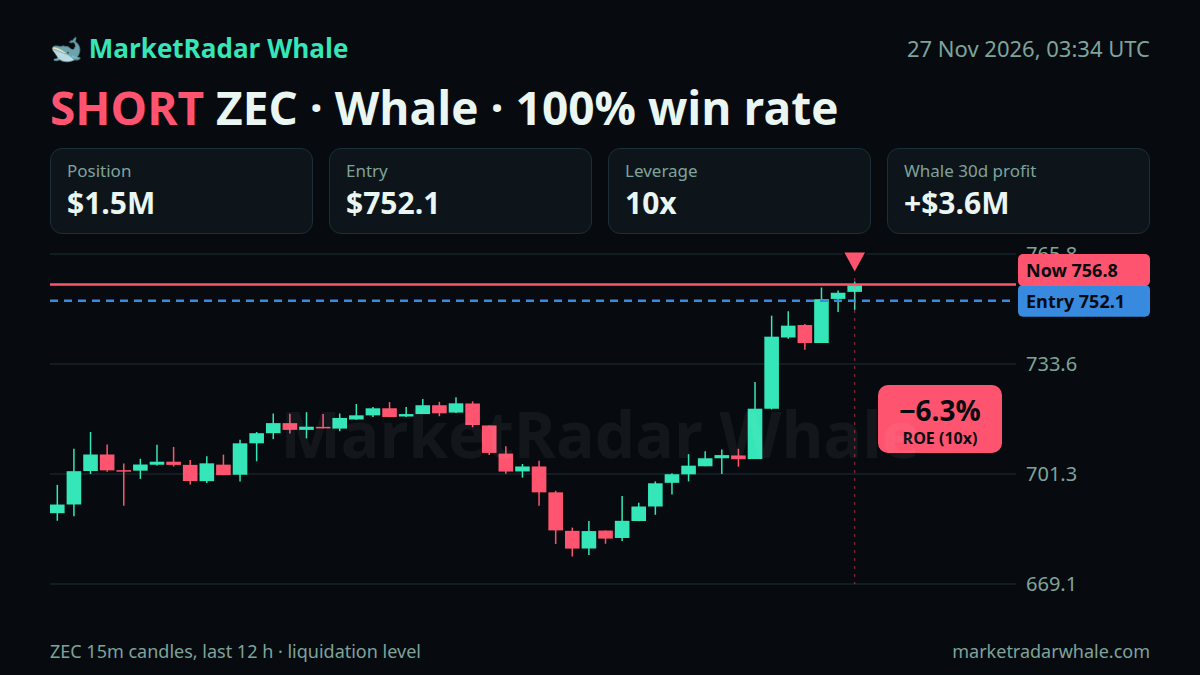 MarketRadar Whale
27 Nov 2026, 03:34 UTC
SHORT ZEC · Whale · 100% win rate
Position
$1.5M
Entry
$752.1
Leverage
10x
Whale 30d profit
+$3.6M
765.8
Now 756.8
Entry 752.1
733.6
−6.3%
ROE (10x)
MarketRadar Whale
701.3
669.1
ZEC 15m candles, last 12 h · liquidation level
marketradarwhale.com